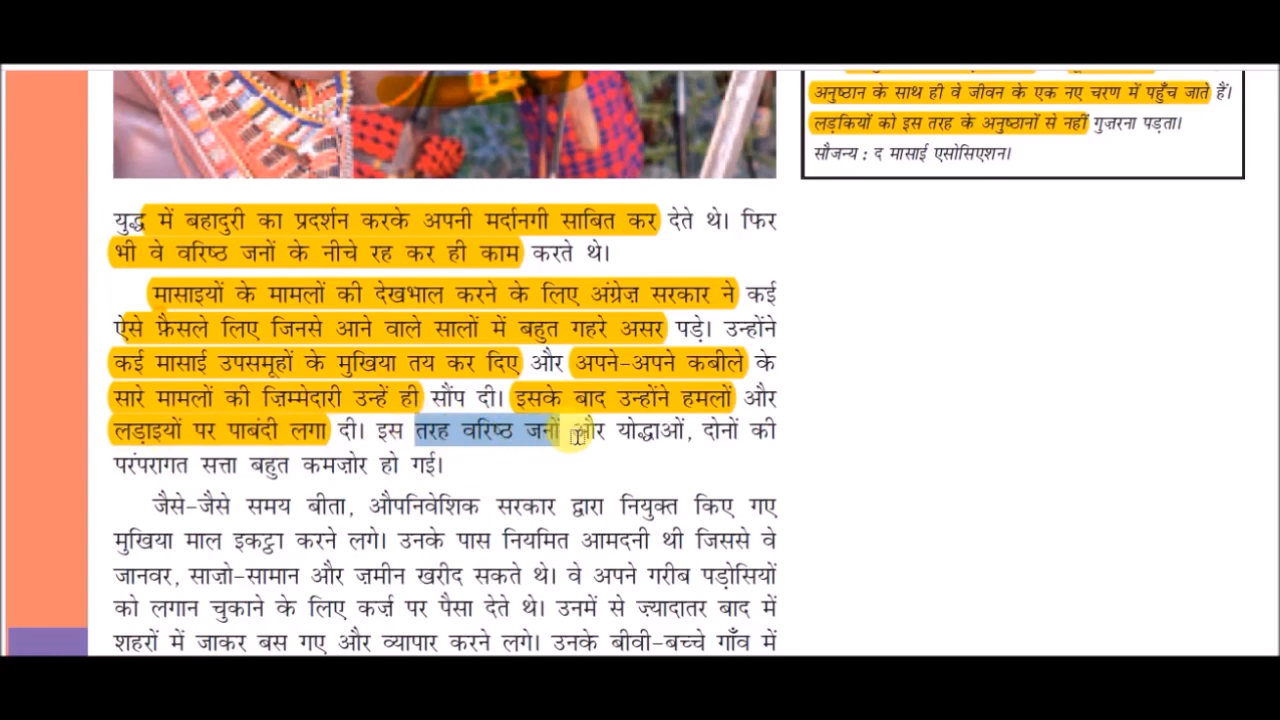 युद्ध में बहादुरी का प्रदर्शन करके अपनी मर्दानगी साबित कर देते थे। फिर
भी वे वरिष्ठ जनों के नीचे रह कर ही काम करते थे।
मासाइयों के मामलों की देखभाल करने के लिए अंग्रेज़ सरकार ने कई
ऐसे फ़ैसले लिए जिनसे आने वाले सालों में बहुत गहरे असर पड़े। उन्होंने
कई मासाई उपसमूहों के मुखिया तय कर दिए और अपने-अपने कबीले के
सारे मामलों की ज़िम्मेदारी उन्हें ही सौंप दी। इसके बाद उन्होंने हमलों और
लड़ाइयों पर पाबंदी लगा दी। इस तरह वरिष्ठ जनों और योद्धाओं, दोनों की
परंपरागत सत्ता बहुत कमज़ोर हो गई।
जैसे-जैसे समय बीता, औपनिवेशिक सरकार द्वारा नियुक्त किए गए
मुखिया माल इकट्ठा करने लगे। उनके पास नियमित आमदनी थी जिससे वे
जानवर, साज़ो-सामान और ज़मीन खरीद सकते थे। वे अपने गरीब पड़ोसियों
को लगान चुकाने के लिए कर्ज़ पर पैसा देते थे। उनमें से ज़्यादातर बाद में
शहरों में जाकर बस गए और व्यापार करने लगे। उनके बीवी-बच्चे गाँव में
अनुष्ठान के साथ ही वे जीवन के एक नए चरण में पहुँच जाते हैं।
लड़कियों को इस तरह के अनुष्ठानों से नहीं गुज़रना पड़ता।
सौजन्य : द मासाई एसोसिएशन।